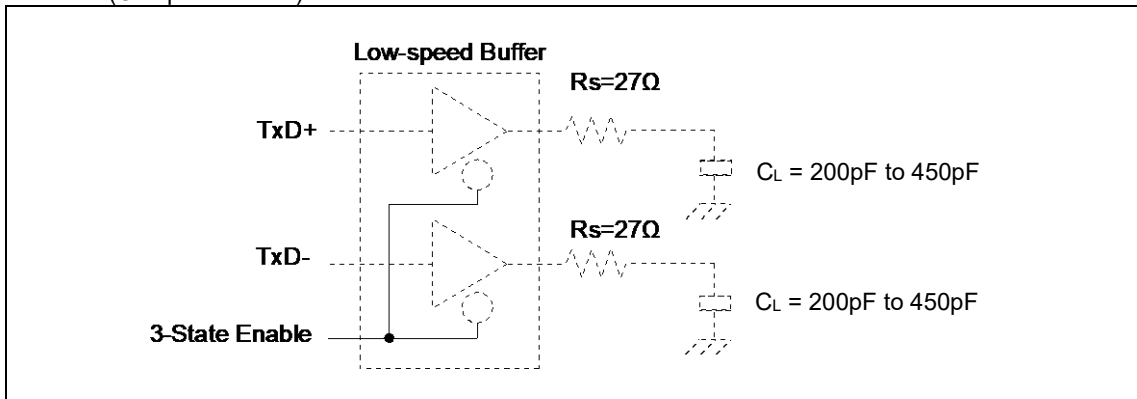 Low-speed Buffer
Rs=27Ω
TxD+
CL = 200pF to 450pF
Rs=27Ω
TxD-
CL = 200pF to 450pF
3-State Enable